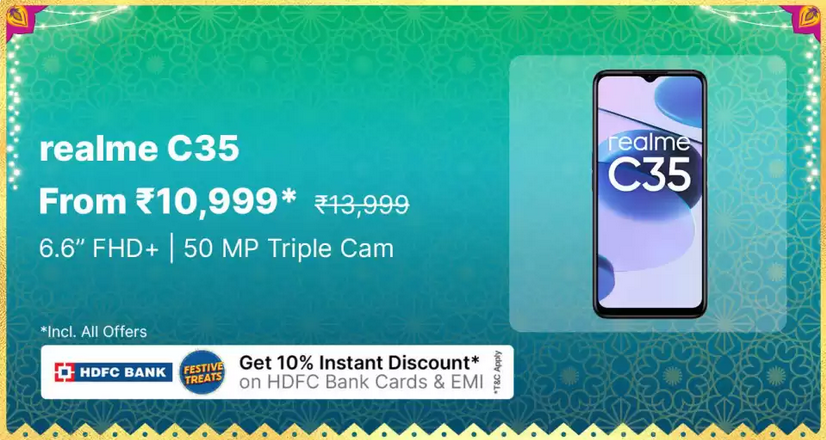 realme C35
From ₹10,999* ₹13,999
6.6” FHD+ | 50 MP Triple Cam
*Incl. All Offers
HDFC BANK
FESTIVE
TREATS
Get 10% Instant Discount*
on HDFC Bank Cards & EMI
*T&C Apply
realme
C35